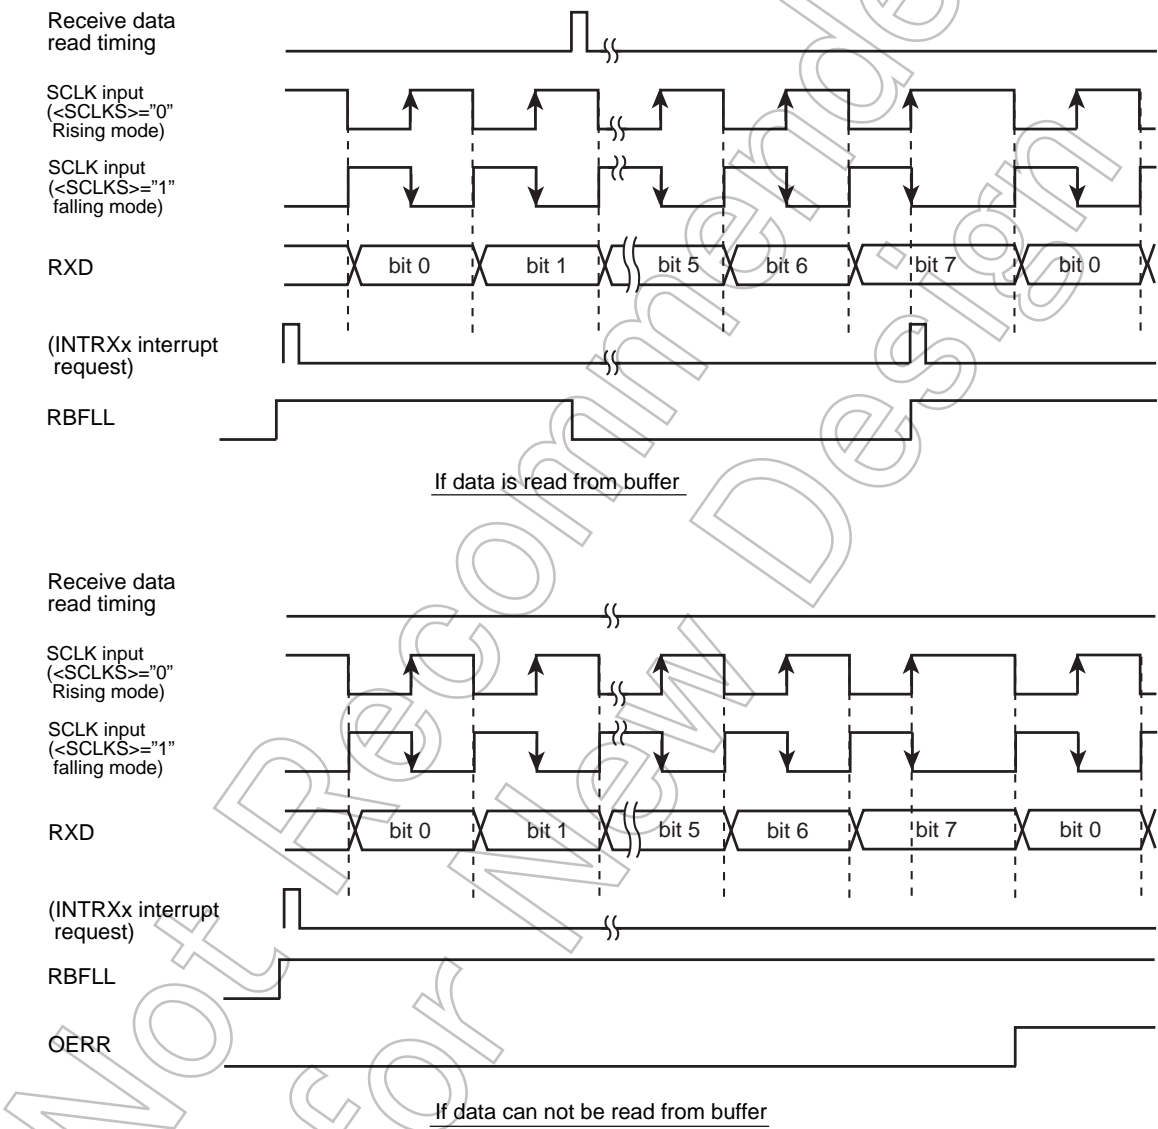 Receive data
read timing
SCLK input
(<SCLKS>="0"
Rising mode)
SCLK input
(<SCLKS>="1"
falling mode)
RXD
bit 0
bit 1
bit 5
bit 6
bit 7
bit 0
(INTRXx interrupt
request)
RBFLL
If data is read from buffer
Receive data
read timing
SCLK input
(<SCLKS>="0"
Rising mode)
SCLK input
(<SCLKS>="1"
falling mode)
RXD
bit 0
bit 1
bit 5
bit 6
bit 7
bit 0
(INTRXx interrupt
request)
RBFLL
OERR
If data can not be read from buffer
Not Recommende
for New Design